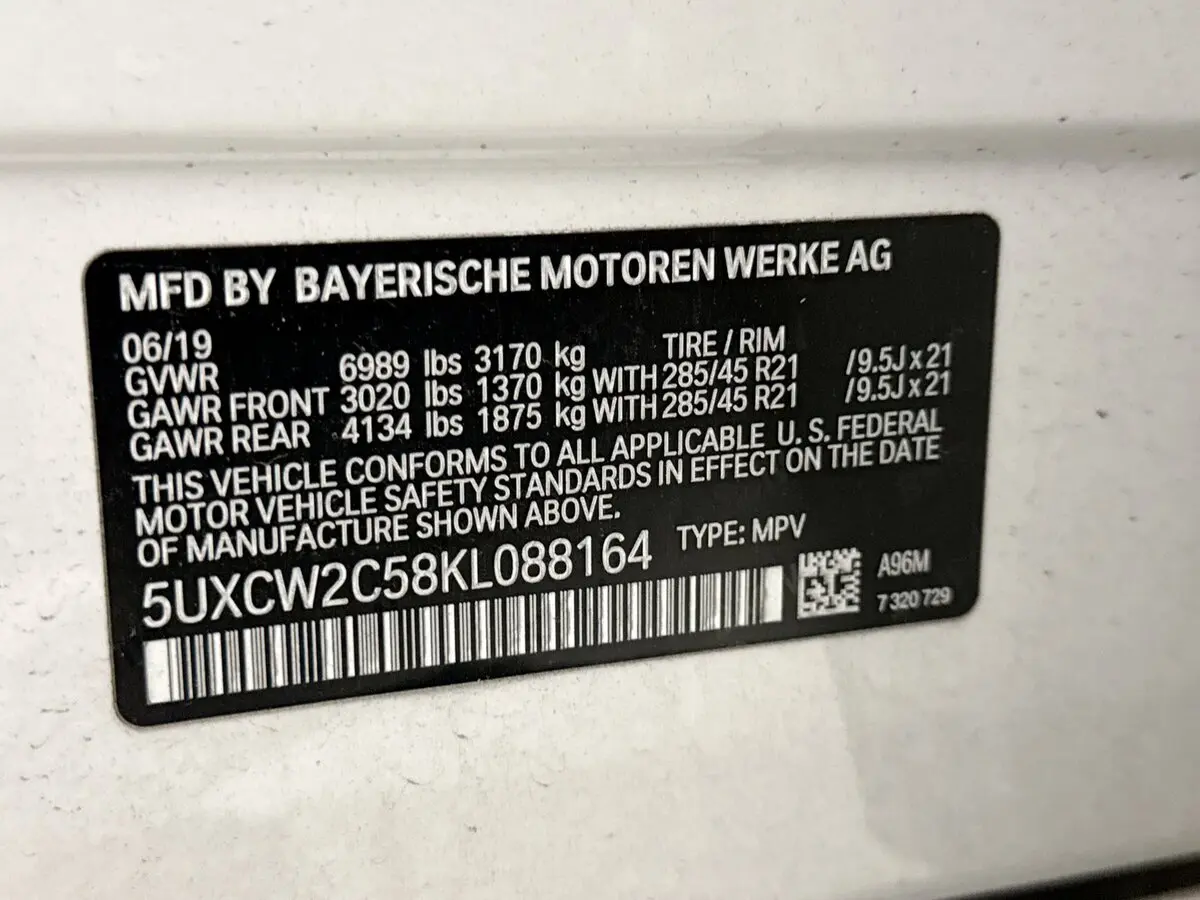 MFD BY BAYERISCHE MOTOREN WERKE AG
06/19 TIRE / RIM
GVWR 6989 lbs 3170 kg
GAWR FRONT 3020 lbs 1370 kg WITH 285/45 R21 /9.5J x 21
GAWR REAR 4134 lbs 1875 kg WITH 285/45 R21 /9.5J x 21
THIS VEHICLE CONFORMS TO ALL APPLICABLE U. S. FEDERAL
MOTOR VEHICLE SAFETY STANDARDS IN EFFECT ON THE DATE
OF MANUFACTURE SHOWN ABOVE.
5UXCW2C58KL088164 TYPE: MPV
A96M
7 320 729